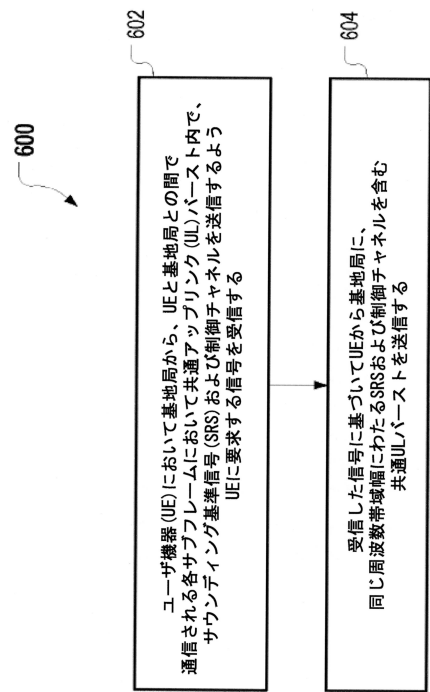 600
602
ユーザ機器(UE)において基地局から、UEと基地局との間で
通信される各サブフレームにおいて共通アップリンク(UL)バースト内で、
サウンディング基準信号(SRS)および制御チャネルを送信するよう
UEに要求する信号を受信する
604
受信した信号に基づいてUEから基地局に、
同じ周波数帯域幅にわたるSRSおよび制御チャネルを含む
共通ULバーストを送信する